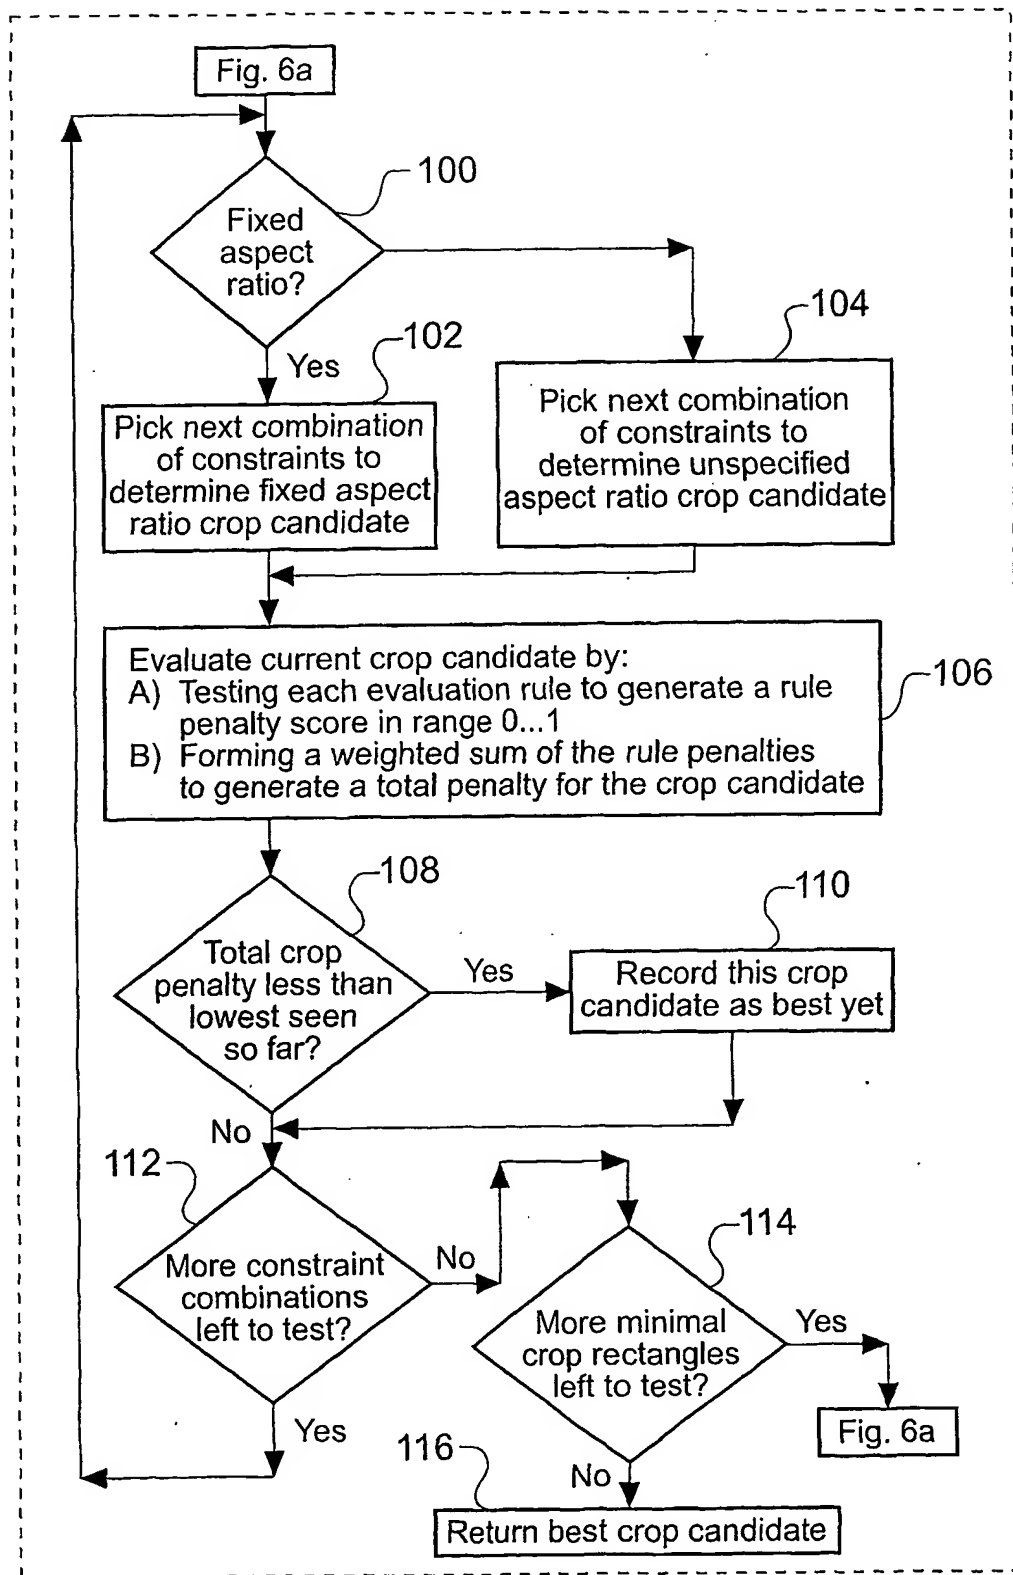 Fig. 6a
100
Fixed
aspect
ratio?
Yes
102
104
Pick next combination
of constraints to
determine fixed aspect
ratio crop candidate
Pick next combination
of constraints to
determine unspecified
aspect ratio crop candidate
106
Evaluate current crop candidate by:
A) Testing each evaluation rule to generate a rule
penalty score in range 0...1
B) Forming a weighted sum of the rule penalties
to generate a total penalty for the crop candidate
108
Total crop
penalty less than
lowest seen
so far?
Yes
110
Record this crop
candidate as best yet
No
112
More constraint
combinations
left to test?
No
Yes
114
More minimal
crop rectangles
left to test?
Yes
Fig. 6a
No
116
Return best crop candidate